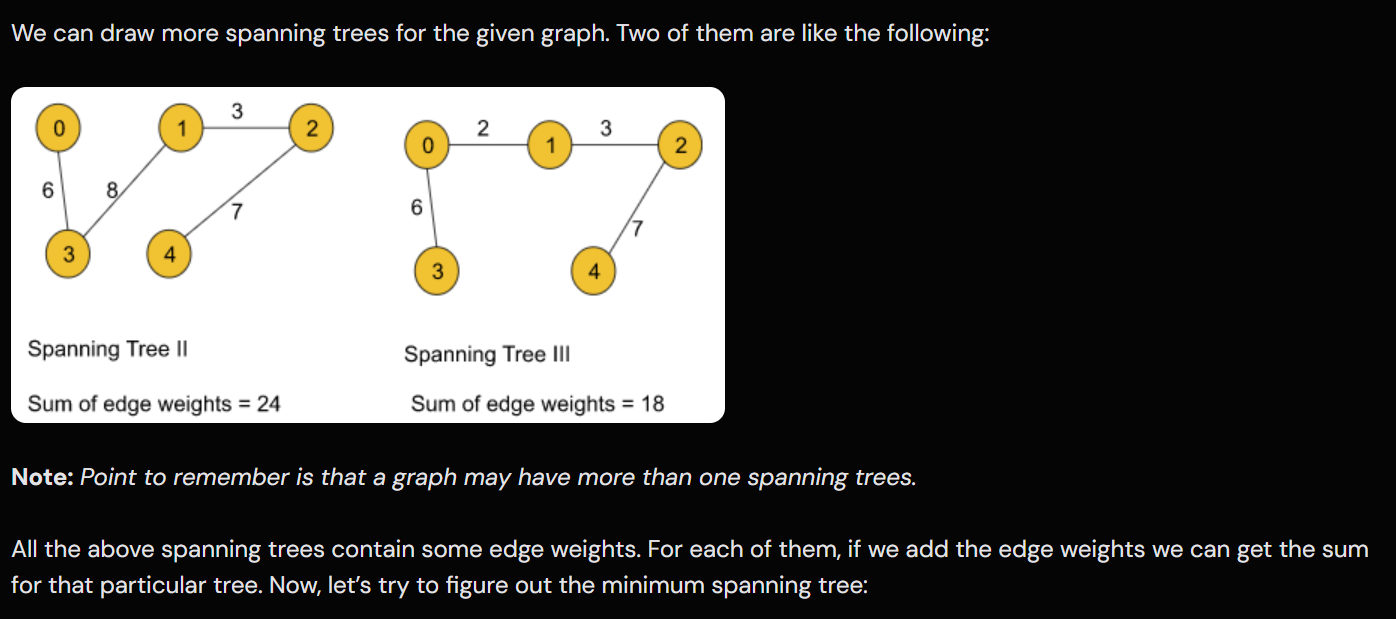 We can draw more spanning trees for the given graph. Two of them are like the following:
0
1
3
2
6
8
7
3
4
Spanning Tree II
Sum of edge weights = 24
0
2
1
3
2
6
7
3
4
Spanning Tree III
Sum of edge weights = 18
Note: Point to remember is that a graph may have more than one spanning trees.
All the above spanning trees contain some edge weights. For each of them, if we add the edge weights we can get the sum
for that particular tree. Now, let’s try to figure out the minimum spanning tree: